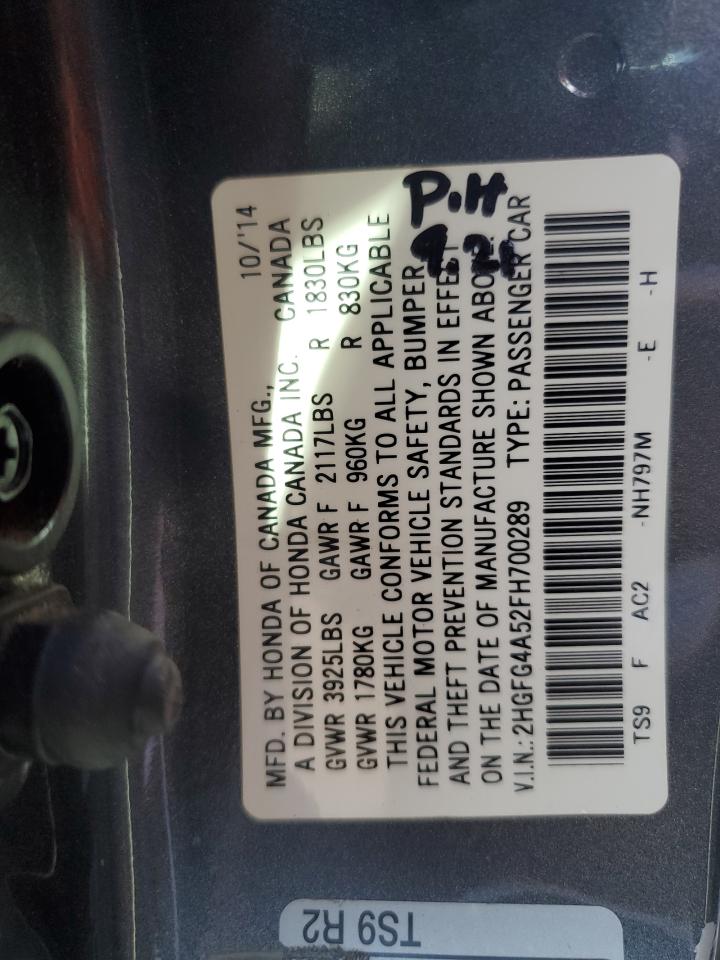 MFD. BY HONDA OF CANADA MFG., 10/'14
A DIVISION OF HONDA CANADA INC. CANADA
GVWR 3925LBS GAWR F 2117LBS R 1830LBS
GVWR 1780KG GAWR F 960KG R 830KG
THIS VEHICLE CONFORMS TO ALL APPLICABLE
FEDERAL MOTOR VEHICLE SAFETY, BUMPER,
AND THEFT PREVENTION STANDARDS IN EFFECT
ON THE DATE OF MANUFACTURE SHOWN ABOVE.
V.I.N.: 2HGFG4A52FH700289 TYPE: PASSENGER CAR
TS9 F AC2 -NH797M -E -H
P.H
TS9 R2